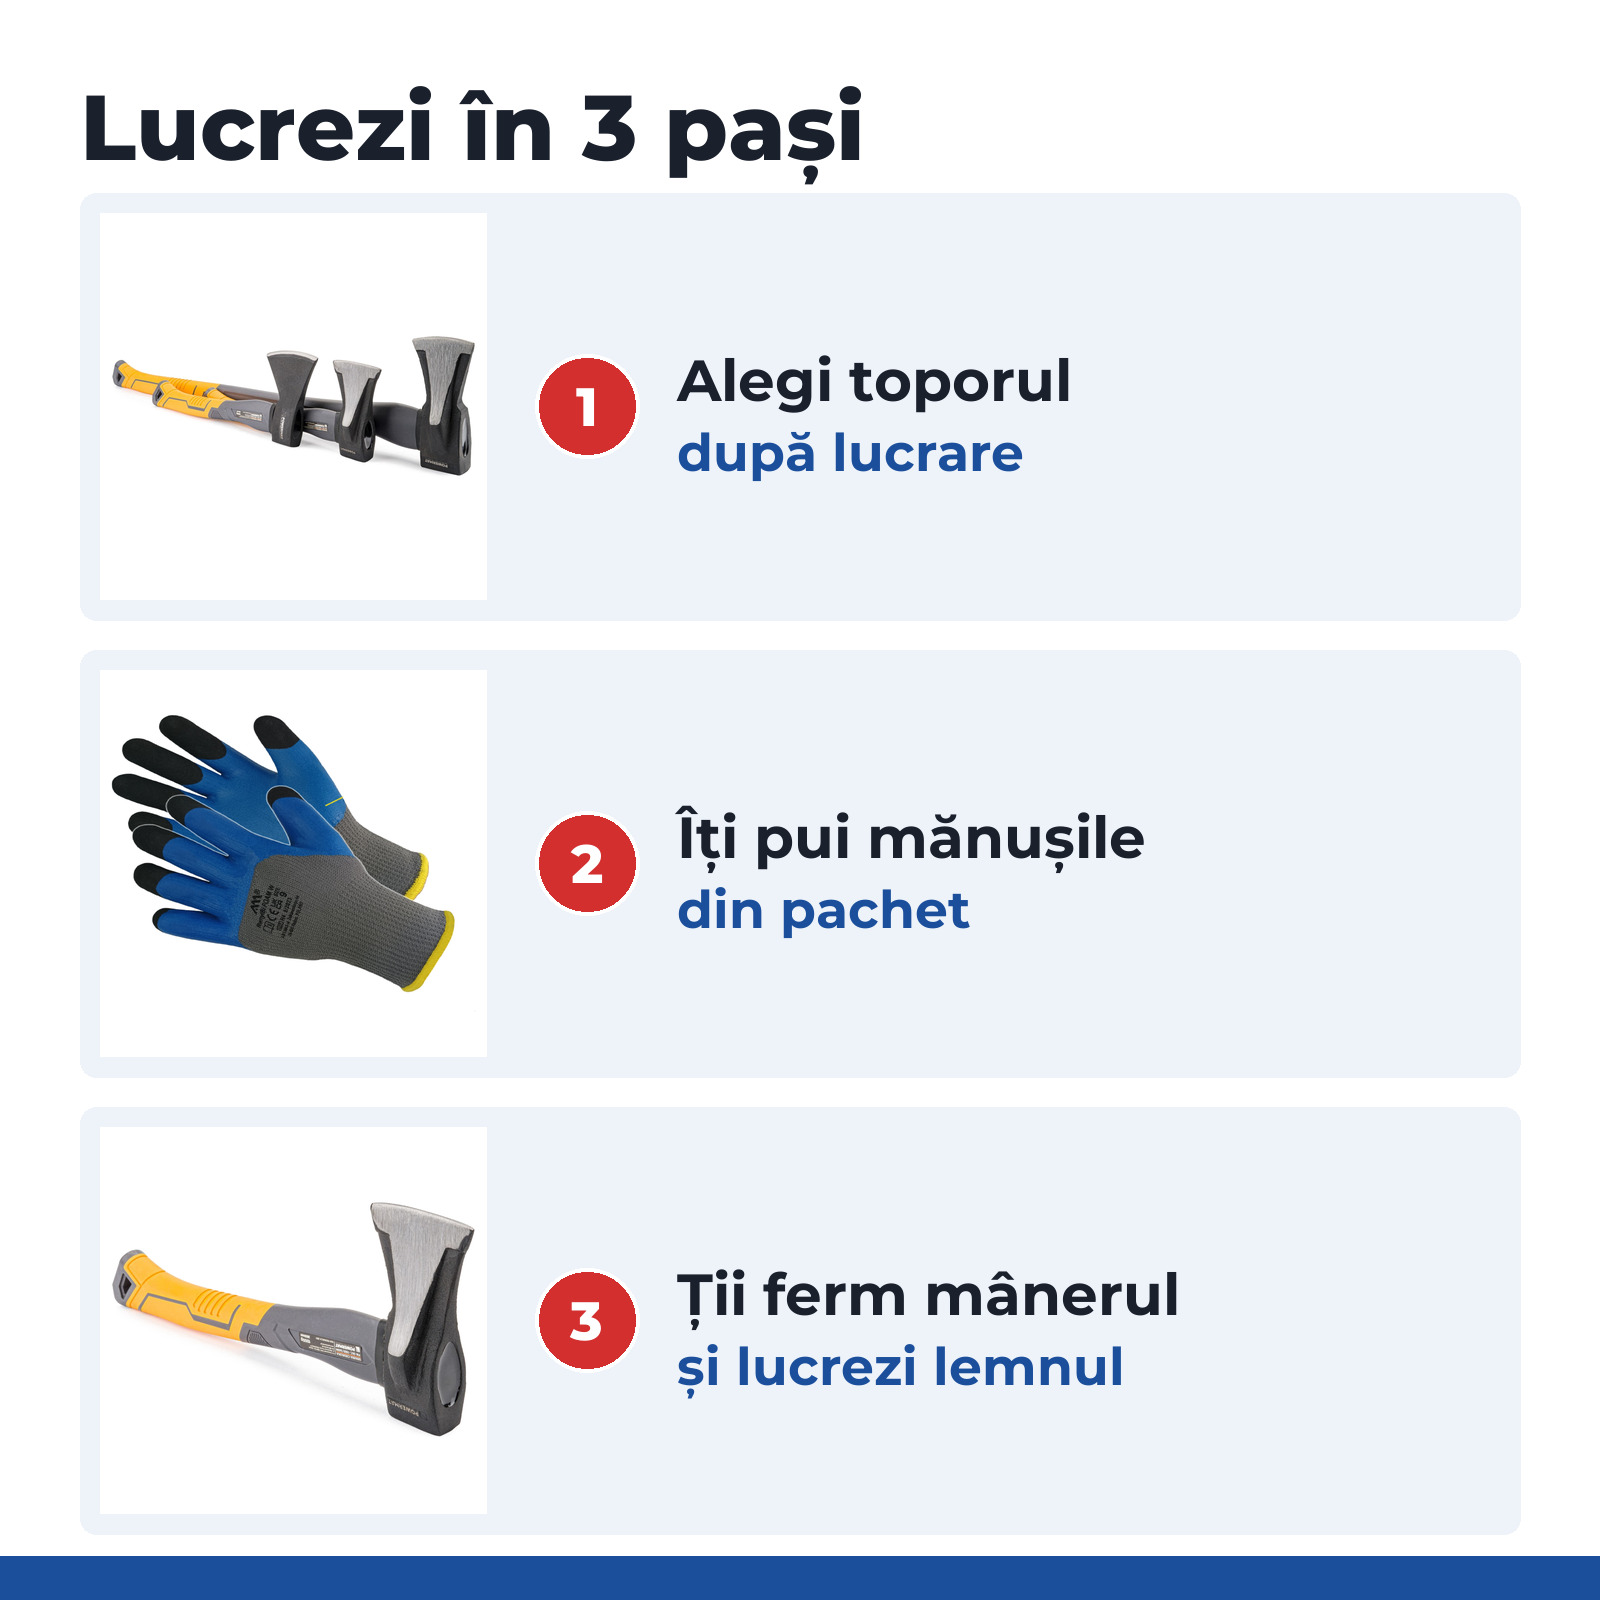 Lucrezi în 3 pași
1
Alegi toporul
după lucrare
2
Îți pui mănușile
din pachet
3
Ții ferm mânerul
și lucrezi lemnul